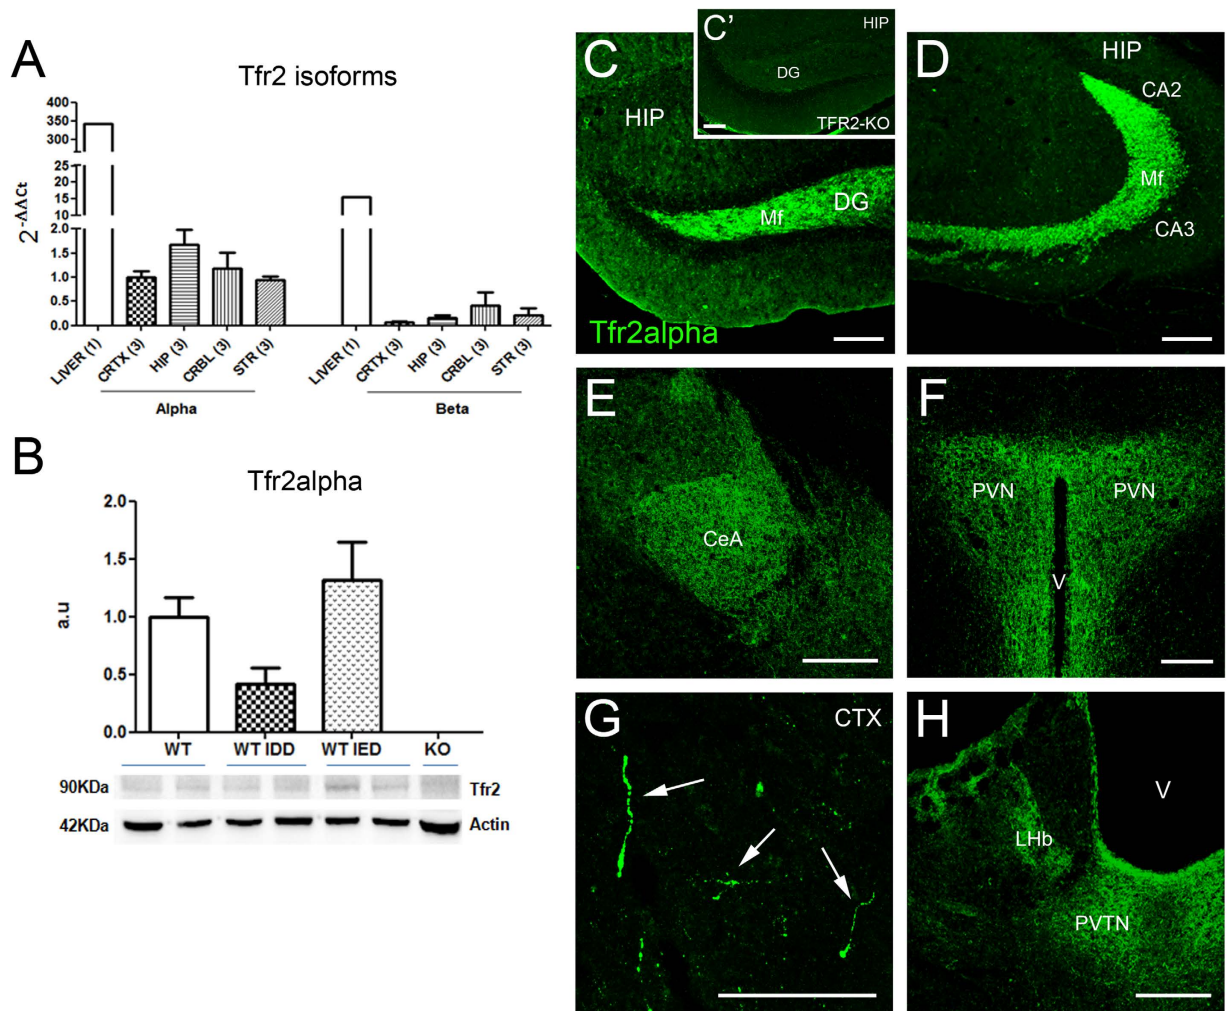 A
Tfr2 isoforms
2^-ΔΔCt
400
350
300
25
20
15
10
2.0
1.5
1.0
0.5
0.0
LIVER (1)
CRTX (3)
HIP (3)
CRBL (3)
STR (3)
LIVER (1)
CRTX (3)
HIP (3)
CRBL (3)
STR (3)
Alpha
Beta
B
Tfr2alpha
a.u
2.0
1.5
1.0
0.5
0.0
WT
WT IDD
WT IED
KO
90KDa
Tfr2
42KDa
Actin
C
HIP
Mf
DG
Tfr2alpha
C'
HIP
DG
TFR2-KO
D
HIP
CA2
Mf
CA3
E
CeA
F
PVN
PVN
V
G
CTX
H
V
LHb
PVTN